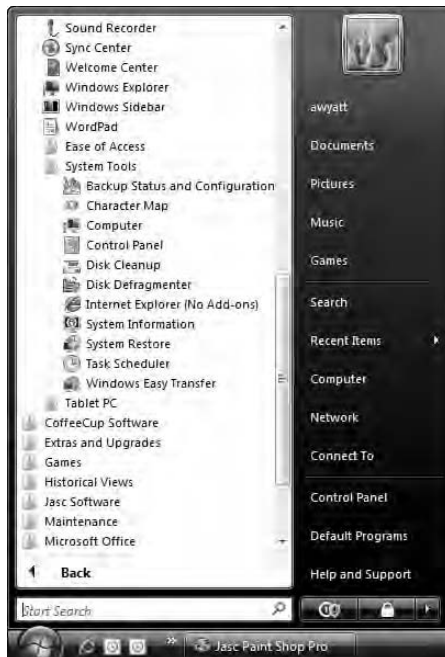 Sound Recorder
Sync Center
Welcome Center
Windows Explorer
Windows Sidebar
WordPad
Ease of Access
System Tools
Backup Status and Configuration
Character Map
Computer
Control Panel
Disk Cleanup
Disk Defragmenter
Internet Explorer (No Add-ons)
System Information
System Restore
Task Scheduler
Windows Easy Transfer
Tablet PC
CoffeeCup Software
Extras and Upgrades
Games
Historical Views
Jasc Software
Maintenance
Microsoft Office
Back
Start Search
awyatt
Documents
Pictures
Music
Games
Search
Recent Items
Computer
Network
Connect To
Control Panel
Default Programs
Help and Support
Jasc Paint Shop Pro